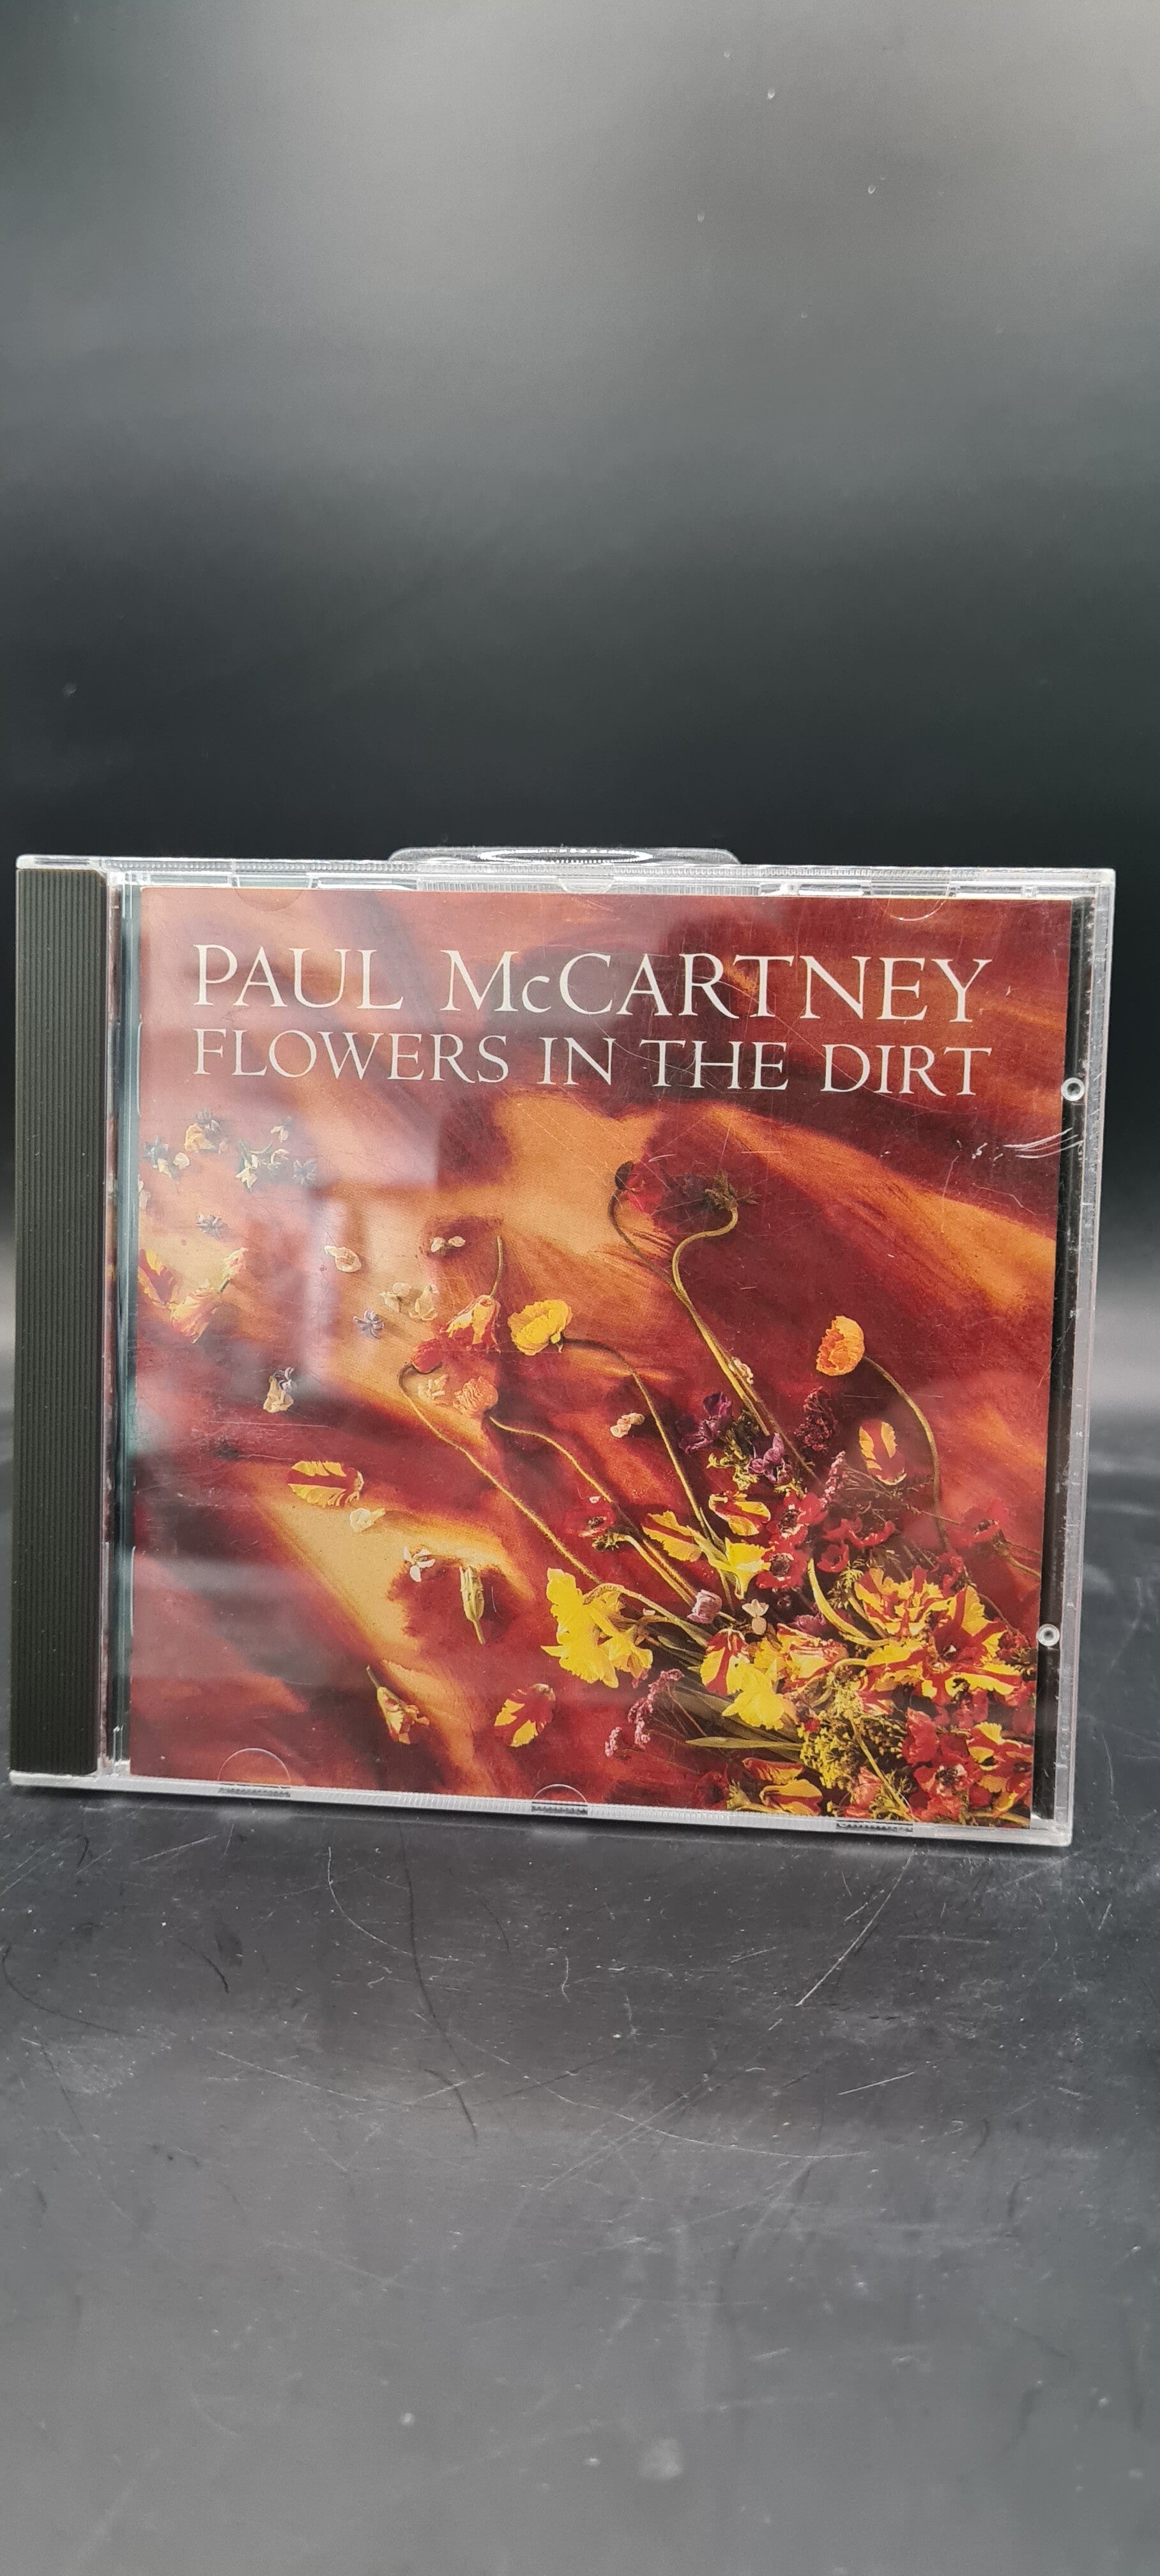 PAUL McCARTNEY
FLOWERS IN THE DIRT